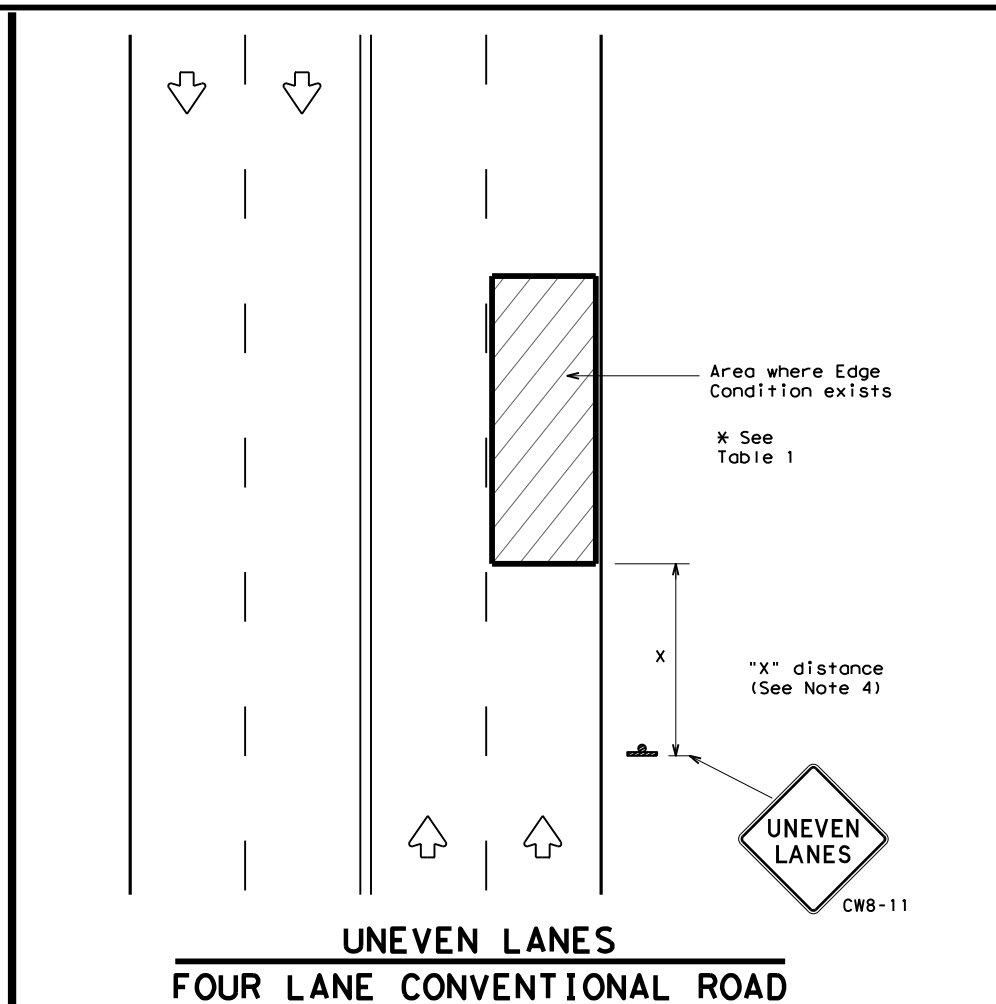 Area where Edge
Condition exists
* See
Table 1
X
"X" distance
(See Note 4)
UNEVEN
LANES
CW8-11
UNEVEN LANES
FOUR LANE CONVENTIONAL ROAD